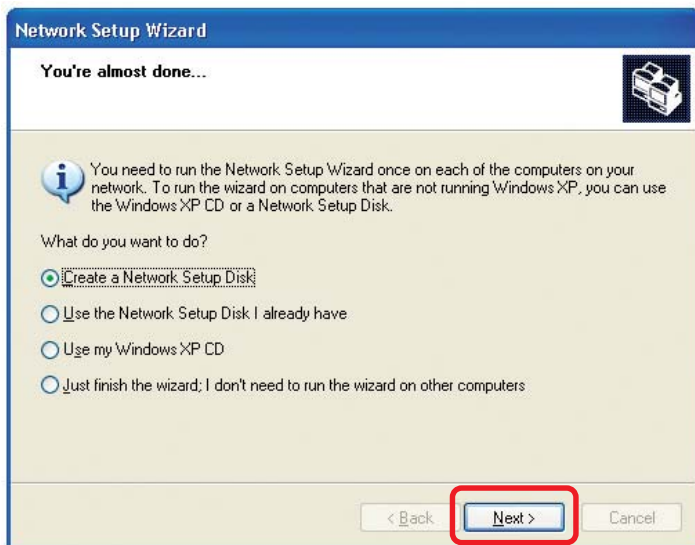 Network Setup Wizard
You're almost done...
You need to run the Network Setup Wizard once on each of the computers on your
network. To run the wizard on computers that are not running Windows XP, you can use
the Windows XP CD or a Network Setup Disk.
What do you want to do?
Create a Network Setup Disk
Use the Network Setup Disk I already have
Use my Windows XP CD
Just finish the wizard; I don't need to run the wizard on other computers
< Back Next > Cancel